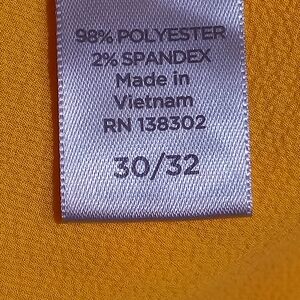 98% POLYESTER
2% SPANDEX
Made in
Vietnam
RN 138302
30/32